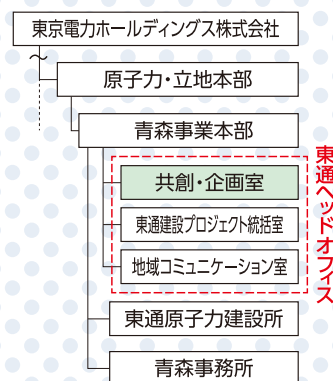 東京電力ホールディングス株式会社
原子力・立地本部
青森事業本部
共創・企画室
東通建設プロジェクト統括室
地域コミュニケーション室
東通ヘッドオフィス
東通原子力建設所
青森事務所